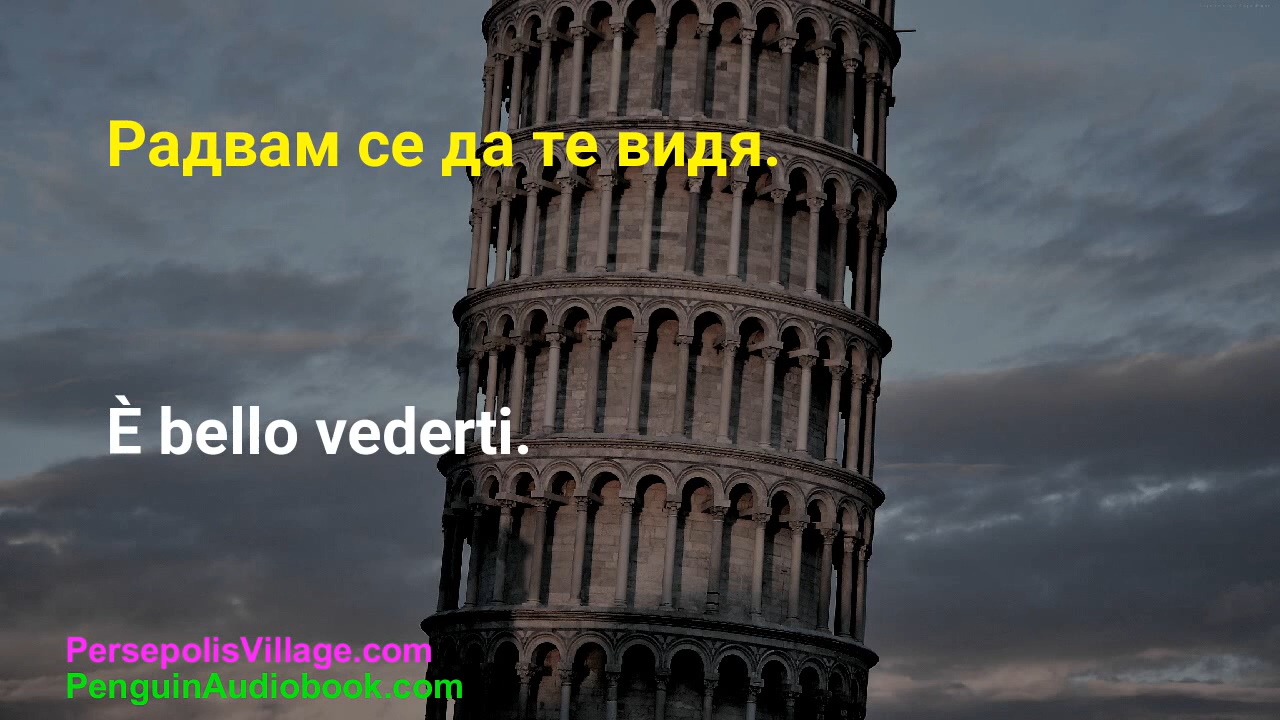 Радвам се да те видя.
È bello vederti.
PersepolisVillage.com
PenguinAudiobook.com